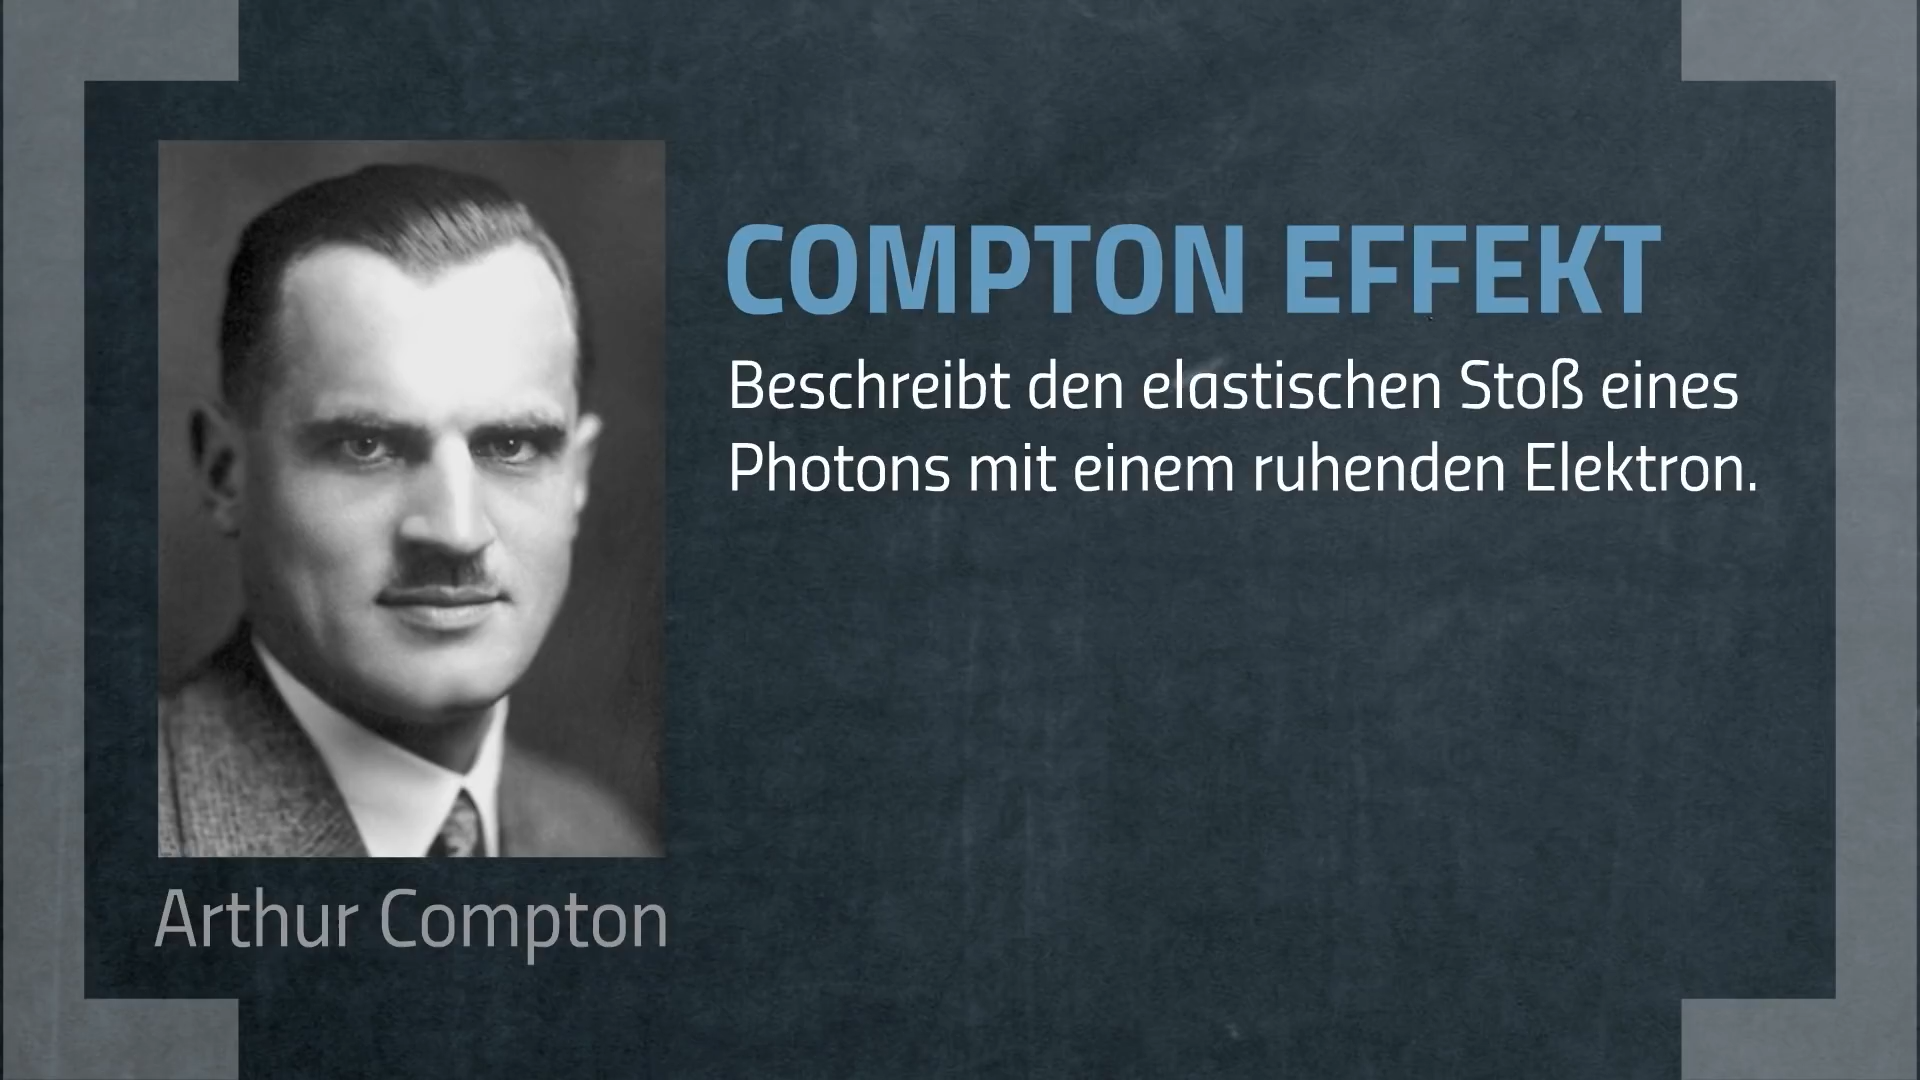 COMPTON EFFEKT
Beschreibt den elastischen Stoß eines
Photons mit einem ruhenden Elektron.
Arthur Compton